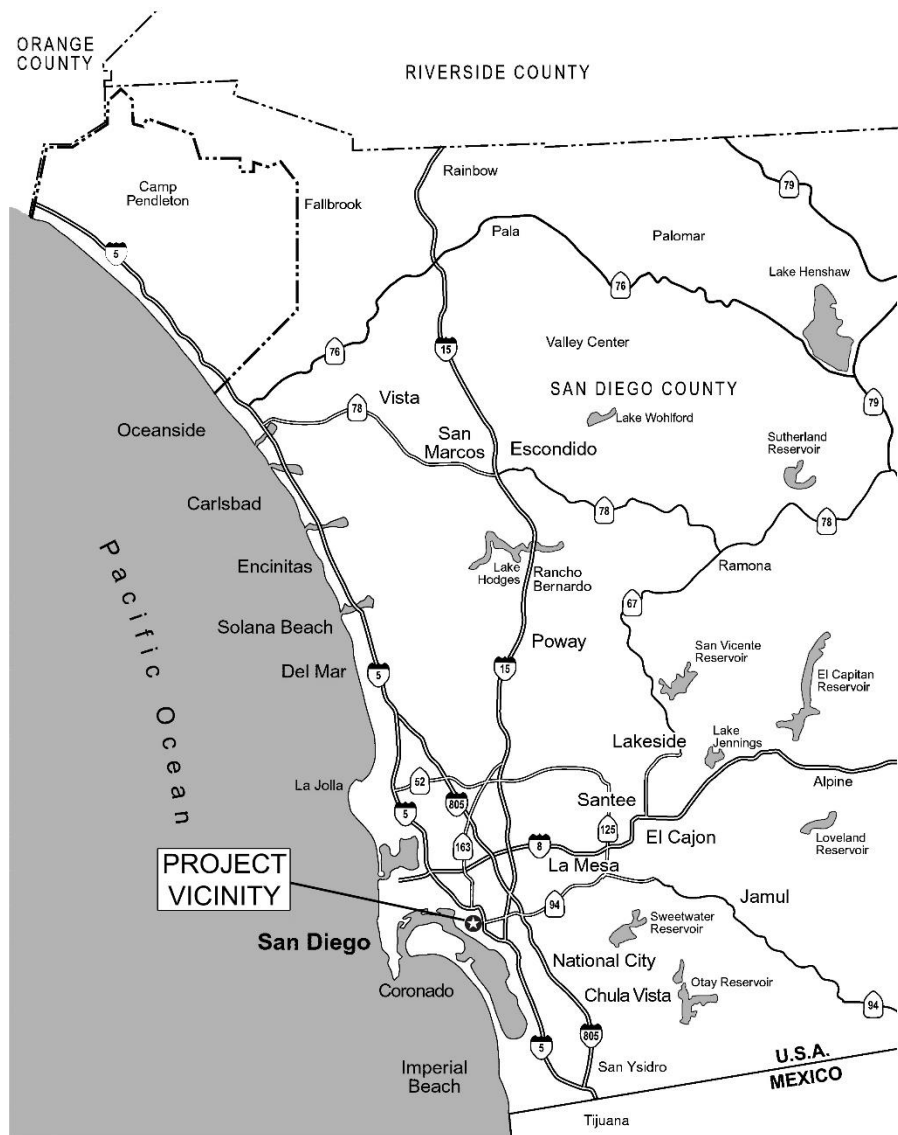 ORANGE
COUNTY
RIVERSIDE COUNTY
Rainbow
79
Camp
Pendleton
Fallbrook
Pala
Palomar
5
Lake Henshaw
76
76
15
Valley Center
SAN DIEGO COUNTY
79
Vista
78
Lake Wohlford
Oceanside
San
Marcos
Escondido
Sutherland
Reservoir
Carlsbad
78
78
Encinitas
Lake
Hodges
Rancho
Bernardo
Ramona
67
Solana Beach
Poway
San Vicente
Reservoir
El Capitan
Reservoir
Del Mar
5
15
Pacific Ocean
Lakeside
Lake
Jennings
La Jolla
52
Alpine
805
Santee
5
125
El Cajon
Loveland
Reservoir
163
8
La Mesa
PROJECT
VICINITY
94
Jamul
San Diego
Sweetwater
Reservoir
National City
Coronado
Chula Vista
Otay Reservoir
94
805
5
Imperial
Beach
San Ysidro
U.S.A.
MEXICO
Tijuana